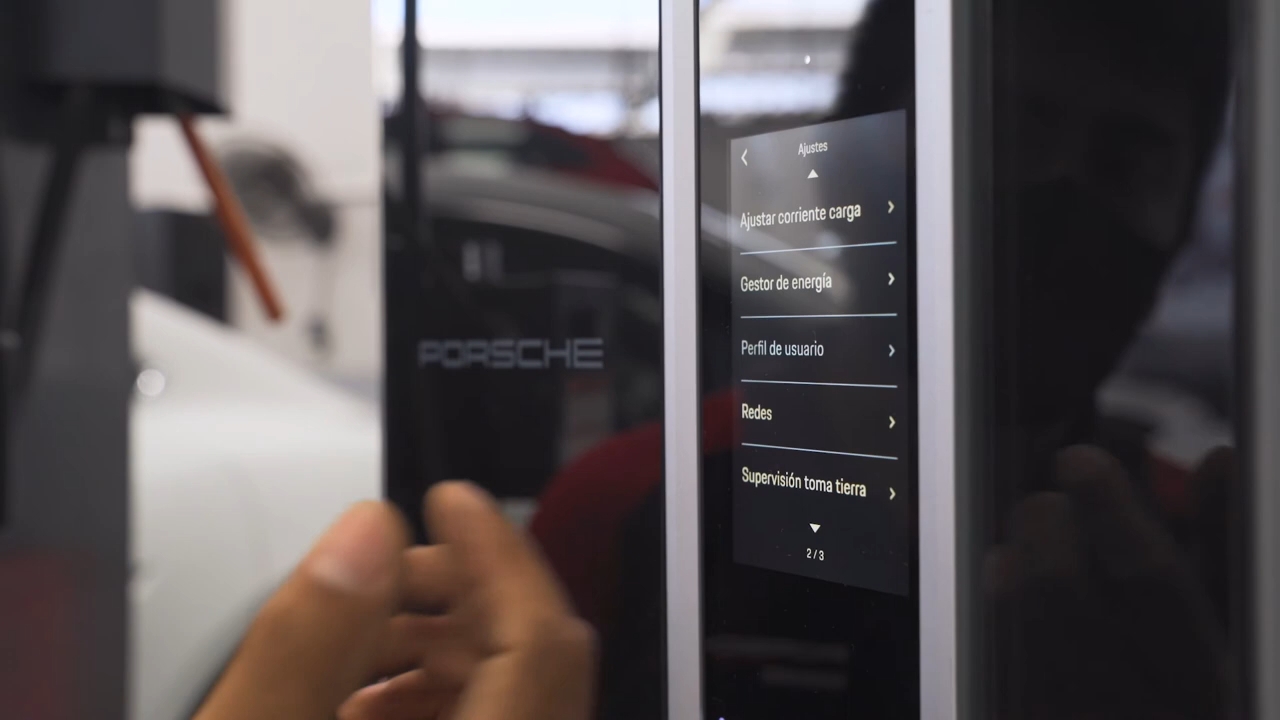 PORSCHE
Ajustes
Ajustar corriente carga
Gestor de energía
Perfil de usuario
Redes
Supervisión toma tierra
2/3